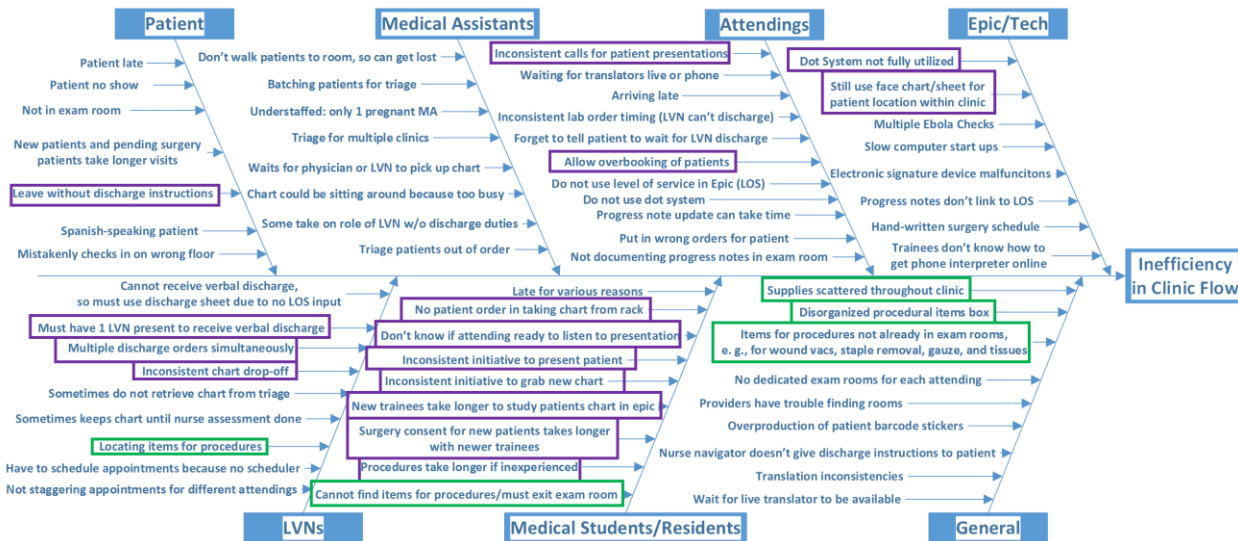 Patient
Patient late
Patient no show
Not in exam room
New patients and pending surgery
patients take longer visits
Leave without discharge instructions
Spanish-speaking patient
Mistakenly checks in on wrong floor
Medical Assistants
Don't walk patients to room, so can get lost
Batching patients for triage
Understaffed: only 1 pregnant MA
Triage for multiple clinics
Waits for physician or LVN to pick up chart
Chart could be sitting around because too busy
Some take on role of LVN w/o discharge duties
Triage patients out of order
Attendings
Inconsistent calls for patient presentations
Waiting for translators live or phone
Arriving late
Inconsistent lab order timing (LVN can't discharge)
Forget to tell patient to wait for LVN discharge
Allow overbooking of patients
Do not use level of service in Epic (LOS)
Do not use dot system
Progress note update can take time
Put in wrong orders for patient
Not documenting progress notes in exam room
Epic/Tech
Dot System not fully utilized
Still use face chart/sheet for
patient location within clinic
Multiple Ebola Checks
Slow computer start ups
Electronic signature device malfuncitons
Progress notes don't link to LOS
Hand-written surgery schedule
Trainees don't know how to
get phone interpreter online
Inefficiency
in Clinic Flow
Cannot receive verbal discharge,
so must use discharge sheet due to no LOS input
Must have 1 LVN present to receive verbal discharge
Multiple discharge orders simultaneously
Inconsistent chart drop-off
Sometimes do not retrieve chart from triage
Sometimes keeps chart until nurse assessment done
Locating items for procedures
Have to schedule appointments because no scheduler
Not staggering appointments for different attendings
LVNs
Late for various reasons
No patient order in taking chart from rack
Don't know if attending ready to listen to presentation
Inconsistent initiative to present patient
Inconsistent initiative to grab new chart
New trainees take longer to study patients chart in epic
Surgery consent for new patients takes longer
with newer trainees
Procedures take longer if inexperienced
Cannot find items for procedures/must exit exam room
Medical Students/Residents
Supplies scattered throughout clinic
Disorganized procedural items box
Items for procedures not already in exam rooms,
e. g., for wound vacs, staple removal, gauze, and tissues
No dedicated exam rooms for each attending
Providers have trouble finding rooms
Overproduction of patient barcode stickers
Nurse navigator doesn't give discharge instructions to patient
Translation inconsistencies
Wait for live translator to be available
General